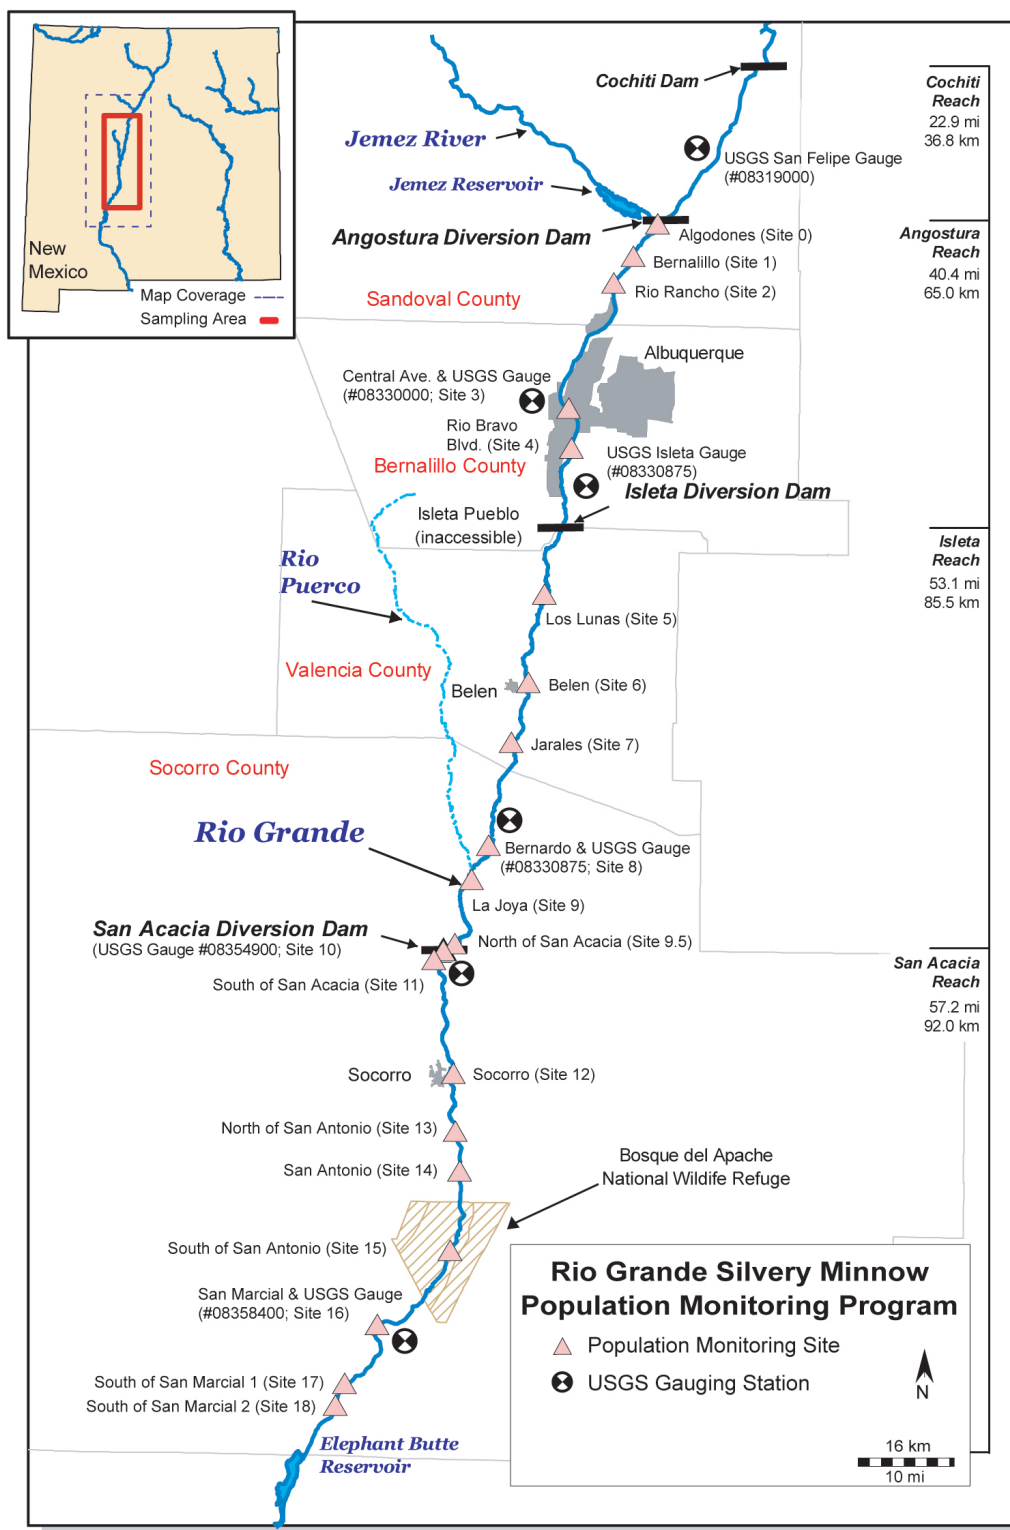 New
Mexico
Map Coverage
Sampling Area
Cochiti Dam
Cochiti
Reach
22.9 mi
36.8 km
Jemez River
USGS San Felipe Gauge
(#08319000)
Jemez Reservoir
Angostura Diversion Dam
Algodones (Site 0)
Angostura
Reach
40.4 mi
65.0 km
Bernalillo (Site 1)
Rio Rancho (Site 2)
Sandoval County
Albuquerque
Central Ave. & USGS Gauge
(#08330000; Site 3)
Rio Bravo
Blvd. (Site 4)
USGS Isleta Gauge
(#08330875)
Bernalillo County
Isleta Diversion Dam
Isleta Pueblo
(inaccessible)
Isleta
Reach
53.1 mi
85.5 km
Rio
Puerco
Los Lunas (Site 5)
Valencia County
Belen
Belen (Site 6)
Jarales (Site 7)
Socorro County
Rio Grande
Bernardo & USGS Gauge
(#08330875; Site 8)
La Joya (Site 9)
San Acacia Diversion Dam
(USGS Gauge #08354900; Site 10)
North of San Acacia (Site 9.5)
South of San Acacia (Site 11)
San Acacia
Reach
57.2 mi
92.0 km
Socorro
Socorro (Site 12)
North of San Antonio (Site 13)
San Antonio (Site 14)
Bosque del Apache
National Wildife Refuge
South of San Antonio (Site 15)
San Marcial & USGS Gauge
(#08358400; Site 16)
South of San Marcial 1 (Site 17)
South of San Marcial 2 (Site 18)
Elephant Butte
Reservoir
Rio Grande Silvery Minnow
Population Monitoring Program
Population Monitoring Site
USGS Gauging Station
N
16 km
10 mi